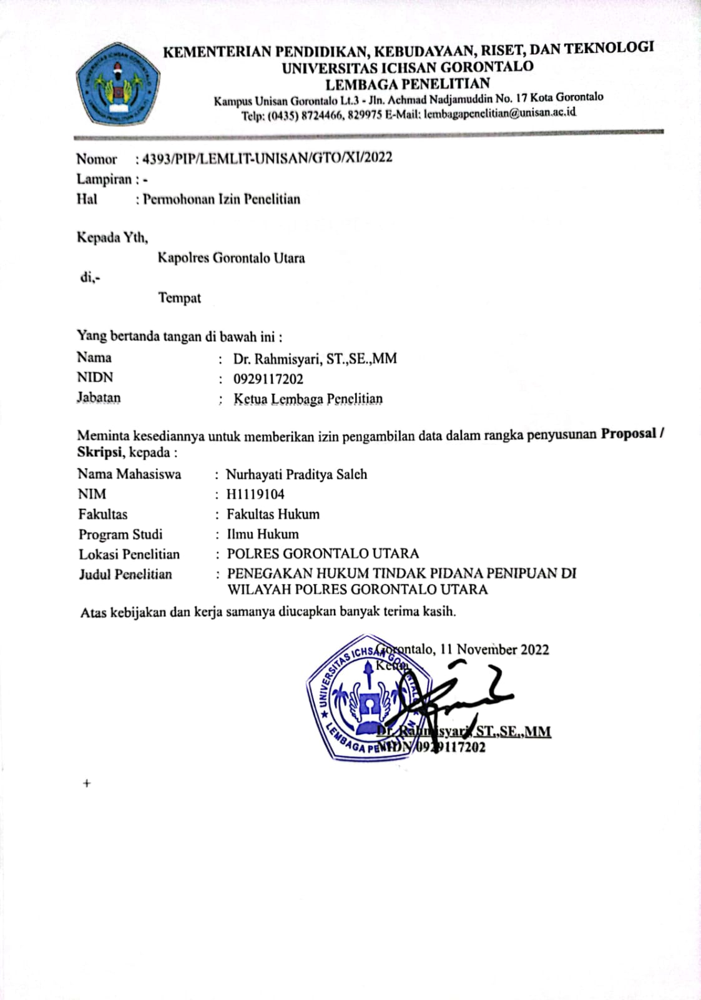 KEMENTERIAN PENDIDIKAN, KEBUDAYAAN, RISET, DAN TEKNOLOGI
UNIVERSITAS ICHSAN GORONTALO
LEMBAGA PENELITIAN
Kampus Unisan Gorontalo Lt.3 - Jln. Achmad Nadjamuddin No. 17 Kota Gorontalo
Telp: (0435) 8724466, 829975 E-Mail: lembagapenelitian@unisan.ac.id
Nomor : 4393/PIP/LEMLIT-UNISAN/GTO/XI/2022
Lampiran : -
Hal : Permohonan Izin Penelitian
Kepada Yth,
Kapolres Gorontalo Utara
di,-
Tempat
Yang bertanda tangan di bawah ini :
Nama : Dr. Rahmisyari, ST.,SE.,MM
NIDN : 0929117202
Jabatan : Ketua Lembaga Penelitian
Meminta kesediannya untuk memberikan izin pengambilan data dalam rangka penyusunan Proposal /
Skripsi, kepada :
Nama Mahasiswa : Nurhayati Praditya Saleh
NIM : H1119104
Fakultas : Fakultas Hukum
Program Studi : Ilmu Hukum
Lokasi Penelitian : POLRES GORONTALO UTARA
Judul Penelitian : PENEGAKAN HUKUM TINDAK PIDANA PENIPUAN DI
WILAYAH POLRES GORONTALO UTARA
Atas kebijakan dan kerja samanya diucapkan banyak terima kasih.
Gorontalo, 11 November 2022
Ketua,
UNIVERSITAS ICHSAN GORONTALO
LEMBAGA PENELITIAN
Dr. Rahmisyari, ST.,SE.,MM
NIDN 0929117202
+